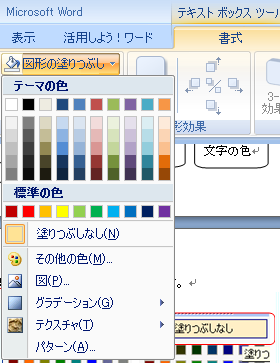 Microsoft Word
テキスト ボックス ツー
表示
活用しよう！ワード
書式
図形の塗りつぶし
3-
効果
形効果
テーマの色
文字の色
標準の色
塗りつぶしなし(N)
その他の色(M)...
図(P)...
。
グラデーション(G)
テクスチャ(T)
塗りつぶしなし
パターン(A)...
塗りつ